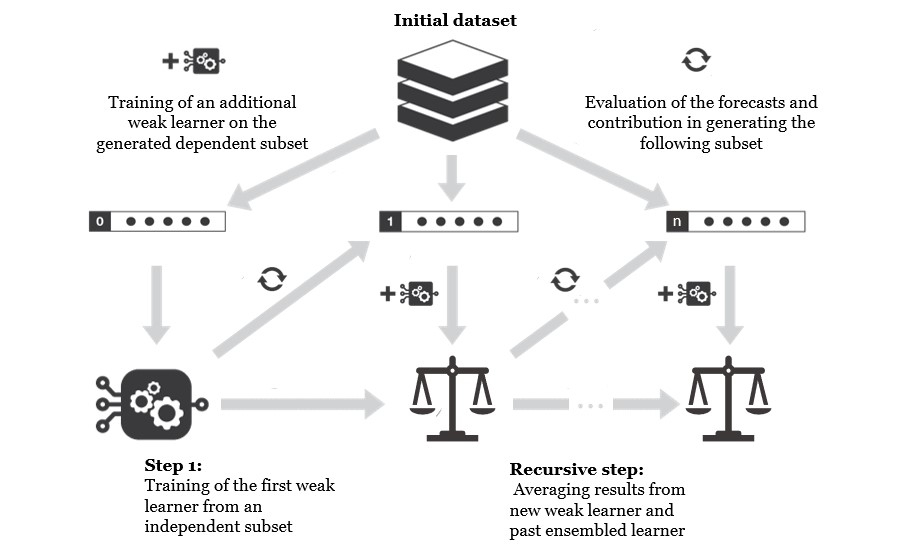 Initial dataset
Training of an additional
weak learner on the
generated dependent subset
Evaluation of the forecasts and
contribution in generating the
following subset
0
1
n
...
...
Step 1:
Training of the first weak
learner from an
independent subset
Recursive step:
Averaging results from
new weak learner and
past ensembled learner